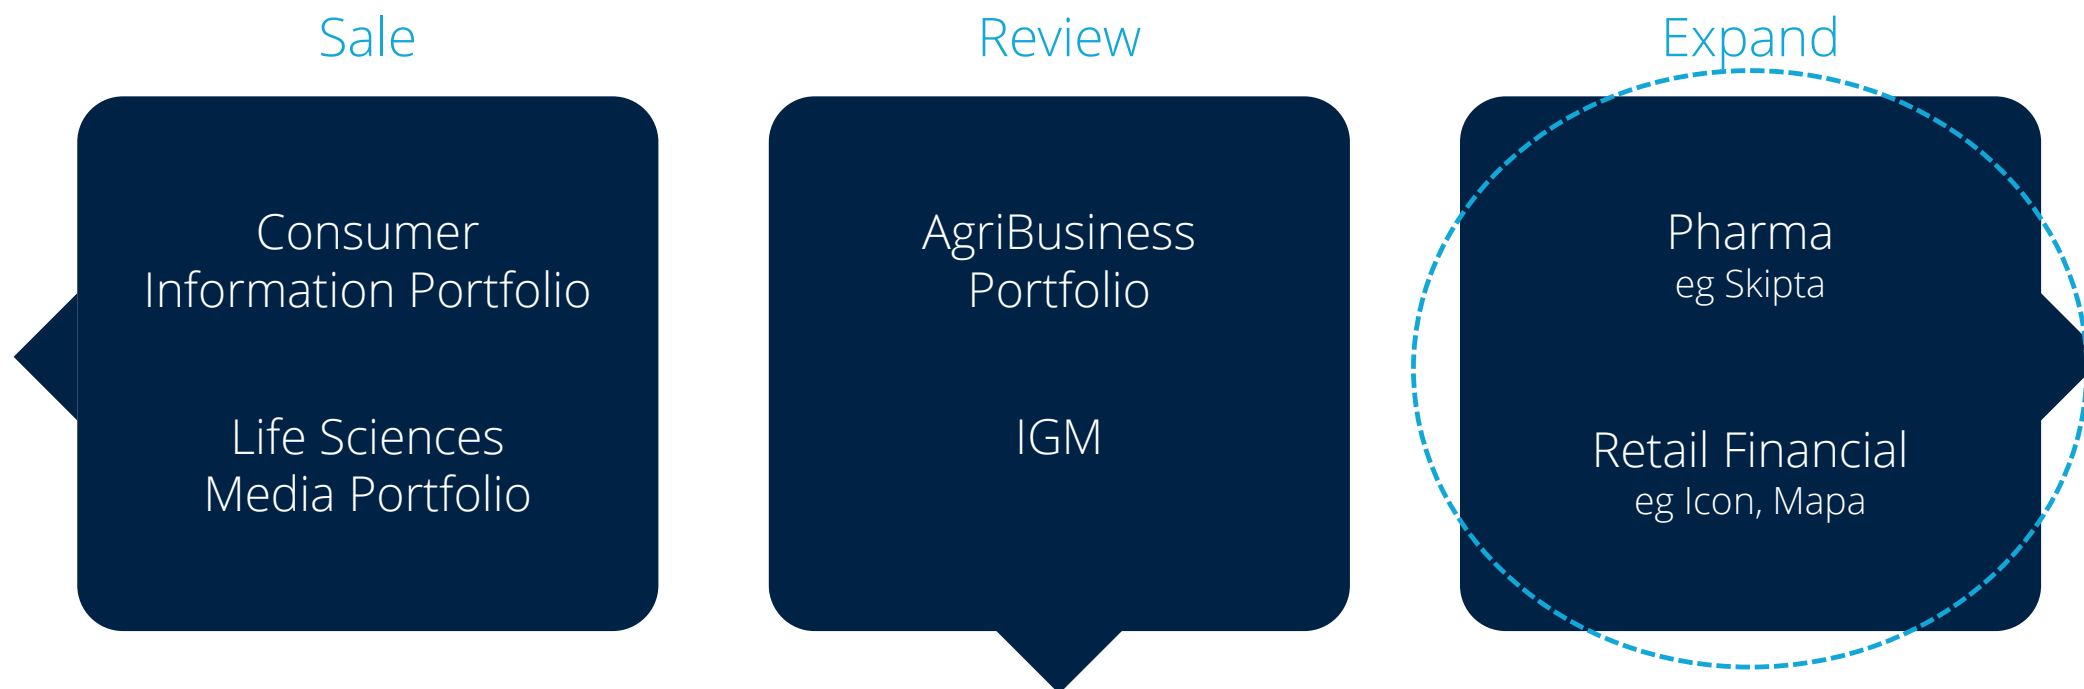 Sale
Consumer
Information Portfolio
Life Sciences
Media Portfolio
Review
AgriBusiness
Portfolio
IGM
Expand
Pharma
eg Skipta
Retail Financial
eg Icon, Mapa